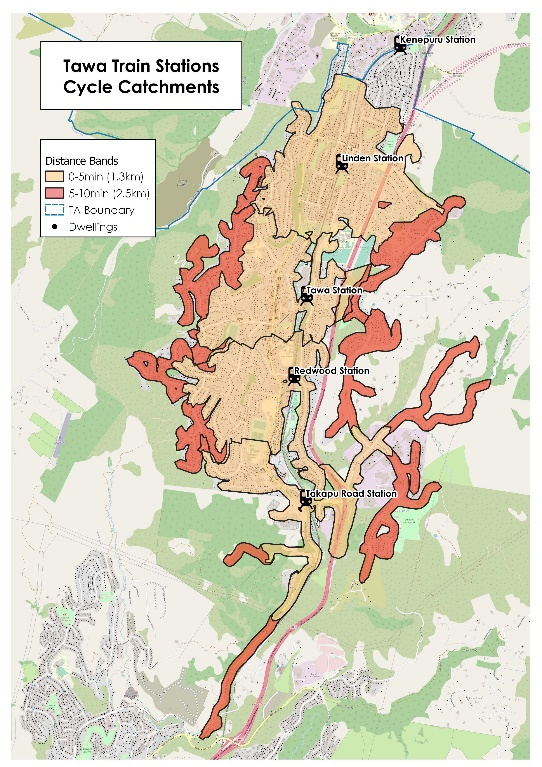 Kenepuru Station
Tawa Train Stations
Cycle Catchments
Distance Bands
0-5min (1.3km)
5-10min (2.5km)
TA Boundary
Dwellings
Linden Station
Tawa Station
Redwood Station
Takapu Road Station